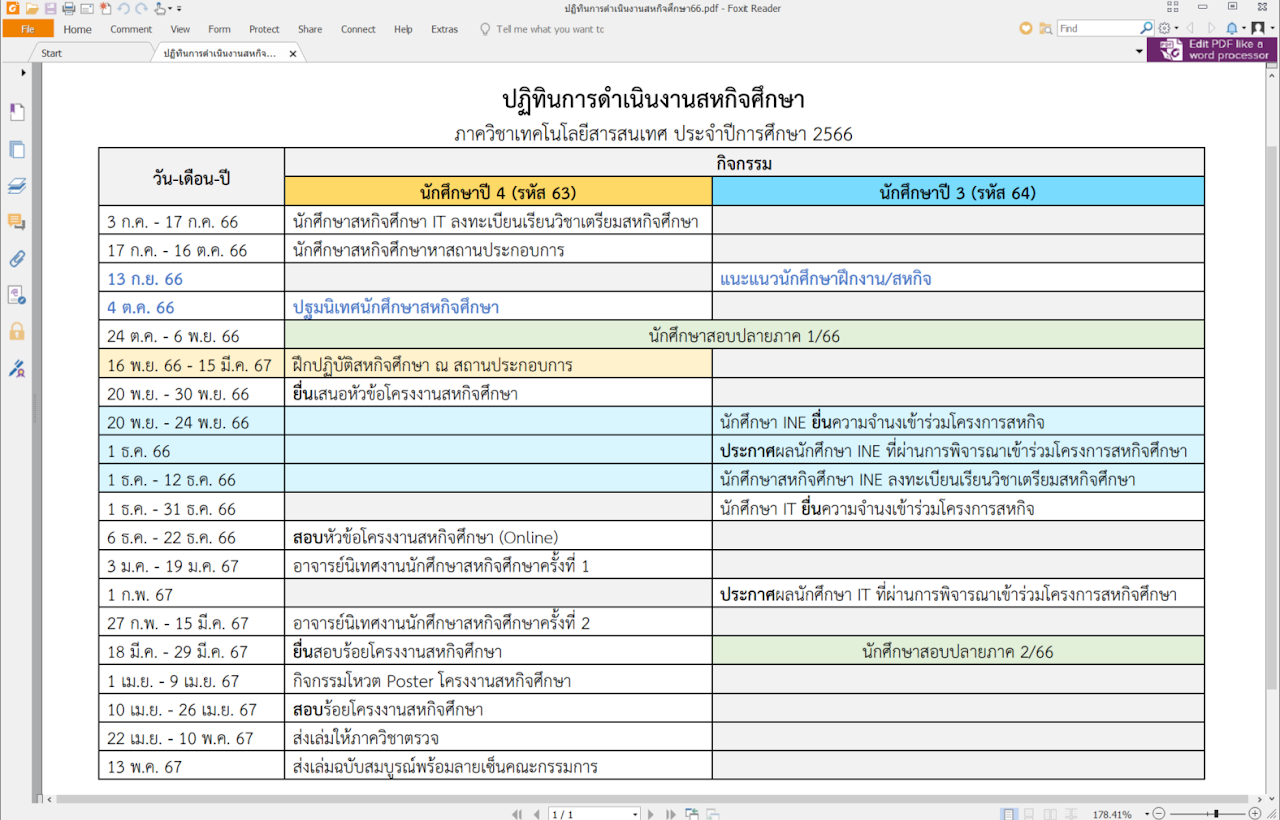 ปฏิทินการดำเนินงานสหกิจศึกษา66.pdf - Foxit Reader
File Home Comment View Form Protect Share Connect Help Extras Tell me what you want to Find
Start ปฏิทินการดำเนินงานสหกิจ... Edit PDF like a
word processor
ปฏิทินการดำเนินงานสหกิจศึกษา
ภาควิชาเทคโนโลยีสารสนเทศ ประจำปีการศึกษา 2566
วัน-เดือน-ปี กิจกรรม
นักศึกษาปี 4 (รหัส 63) นักศึกษาปี 3 (รหัส 64)
3 ก.ค. - 17 ก.ค. 66 นักศึกษาสหกิจศึกษา IT ลงทะเบียนเรียนวิชาเตรียมสหกิจศึกษา
17 ก.ค. - 16 ต.ค. 66 นักศึกษาสหกิจศึกษาหาสถานประกอบการ
13 ก.ย. 66 แนะแนวนักศึกษาฝึกงาน/สหกิจ
4 ต.ค. 66 ปฐมนิเทศนักศึกษาสหกิจศึกษา
24 ต.ค. - 6 พ.ย. 66 นักศึกษาสอบปลายภาค 1/66
16 พ.ย. 66 - 15 มี.ค. 67 ฝึกปฏิบัติสหกิจศึกษา ณ สถานประกอบการ
20 พ.ย. - 30 พ.ย. 66 ยื่นเสนอหัวข้อโครงงานสหกิจศึกษา
20 พ.ย. - 24 พ.ย. 66 นักศึกษา INE ยื่นความจำนงเข้าร่วมโครงการสหกิจ
1 ธ.ค. 66 ประกาศผลนักศึกษา INE ที่ผ่านการพิจารณาเข้าร่วมโครงการสหกิจศึกษา
1 ธ.ค. - 12 ธ.ค. 66 นักศึกษาสหกิจศึกษา INE ลงทะเบียนเรียนวิชาเตรียมสหกิจศึกษา
1 ธ.ค. - 31 ธ.ค. 66 นักศึกษา IT ยื่นความจำนงเข้าร่วมโครงการสหกิจ
6 ธ.ค. - 22 ธ.ค. 66 สอบหัวข้อโครงงานสหกิจศึกษา (Online)
3 ม.ค. - 19 ม.ค. 67 อาจารย์นิเทศงานนักศึกษาสหกิจศึกษาครั้งที่ 1
1 ก.พ. 67 ประกาศผลนักศึกษา IT ที่ผ่านการพิจารณาเข้าร่วมโครงการสหกิจศึกษา
27 ก.พ. - 15 มี.ค. 67 อาจารย์นิเทศงานนักศึกษาสหกิจศึกษาครั้งที่ 2
18 มี.ค. - 29 มี.ค. 67 ยื่นสอบร้อยโครงงานสหกิจศึกษา นักศึกษาสอบปลายภาค 2/66
1 เม.ย. - 9 เม.ย. 67 กิจกรรมโหวต Poster โครงงานสหกิจศึกษา
10 เม.ย. - 26 เม.ย. 67 สอบร้อยโครงงานสหกิจศึกษา
22 เม.ย. - 10 พ.ค. 67 ส่งเล่มให้ภาควิชาตรวจ
13 พ.ค. 67 ส่งเล่มฉบับสมบูรณ์พร้อมลายเซ็นคณะกรรมการ
1 / 1 178.41%